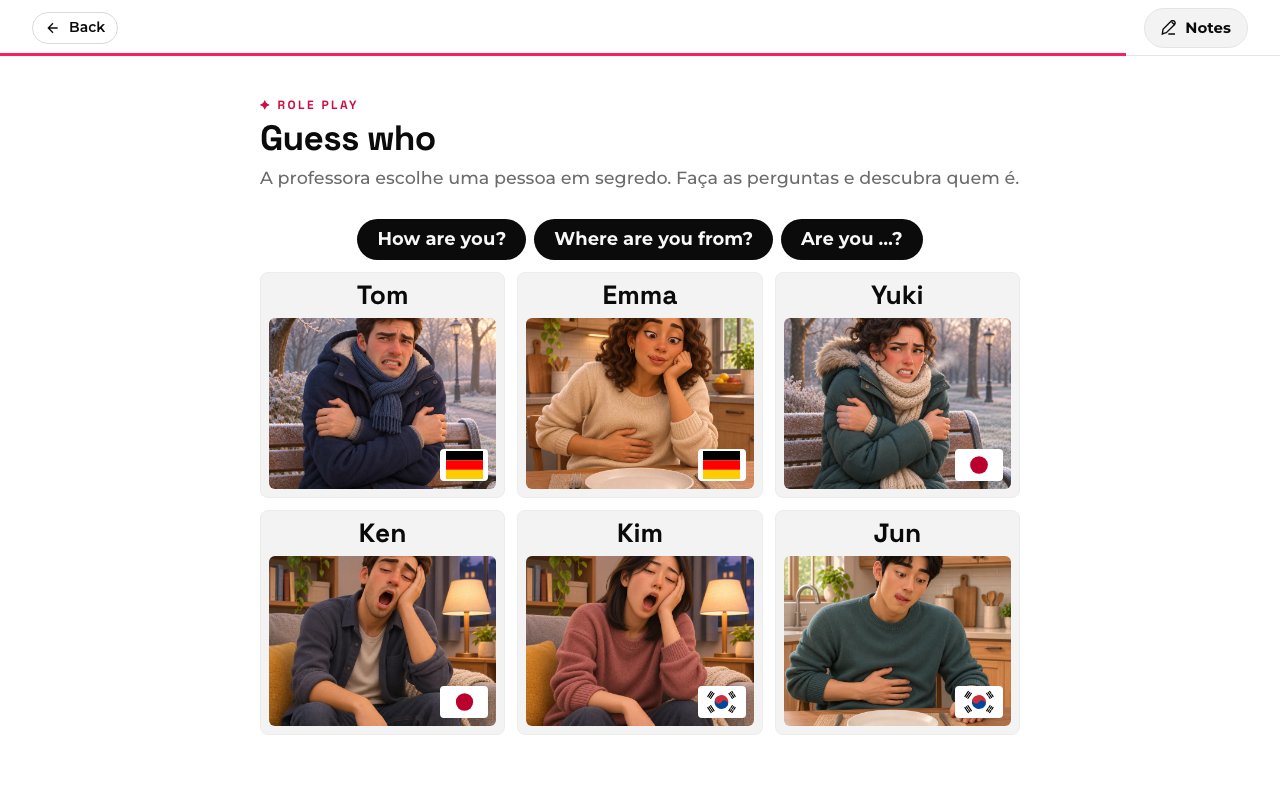 Back
Notes
ROLE PLAY
Guess who
A professora escolhe uma pessoa em segredo. Faça as perguntas e descubra quem é.
How are you?
Where are you from?
Are you ...?
Tom
Emma
Yuki
Ken
Kim
Jun